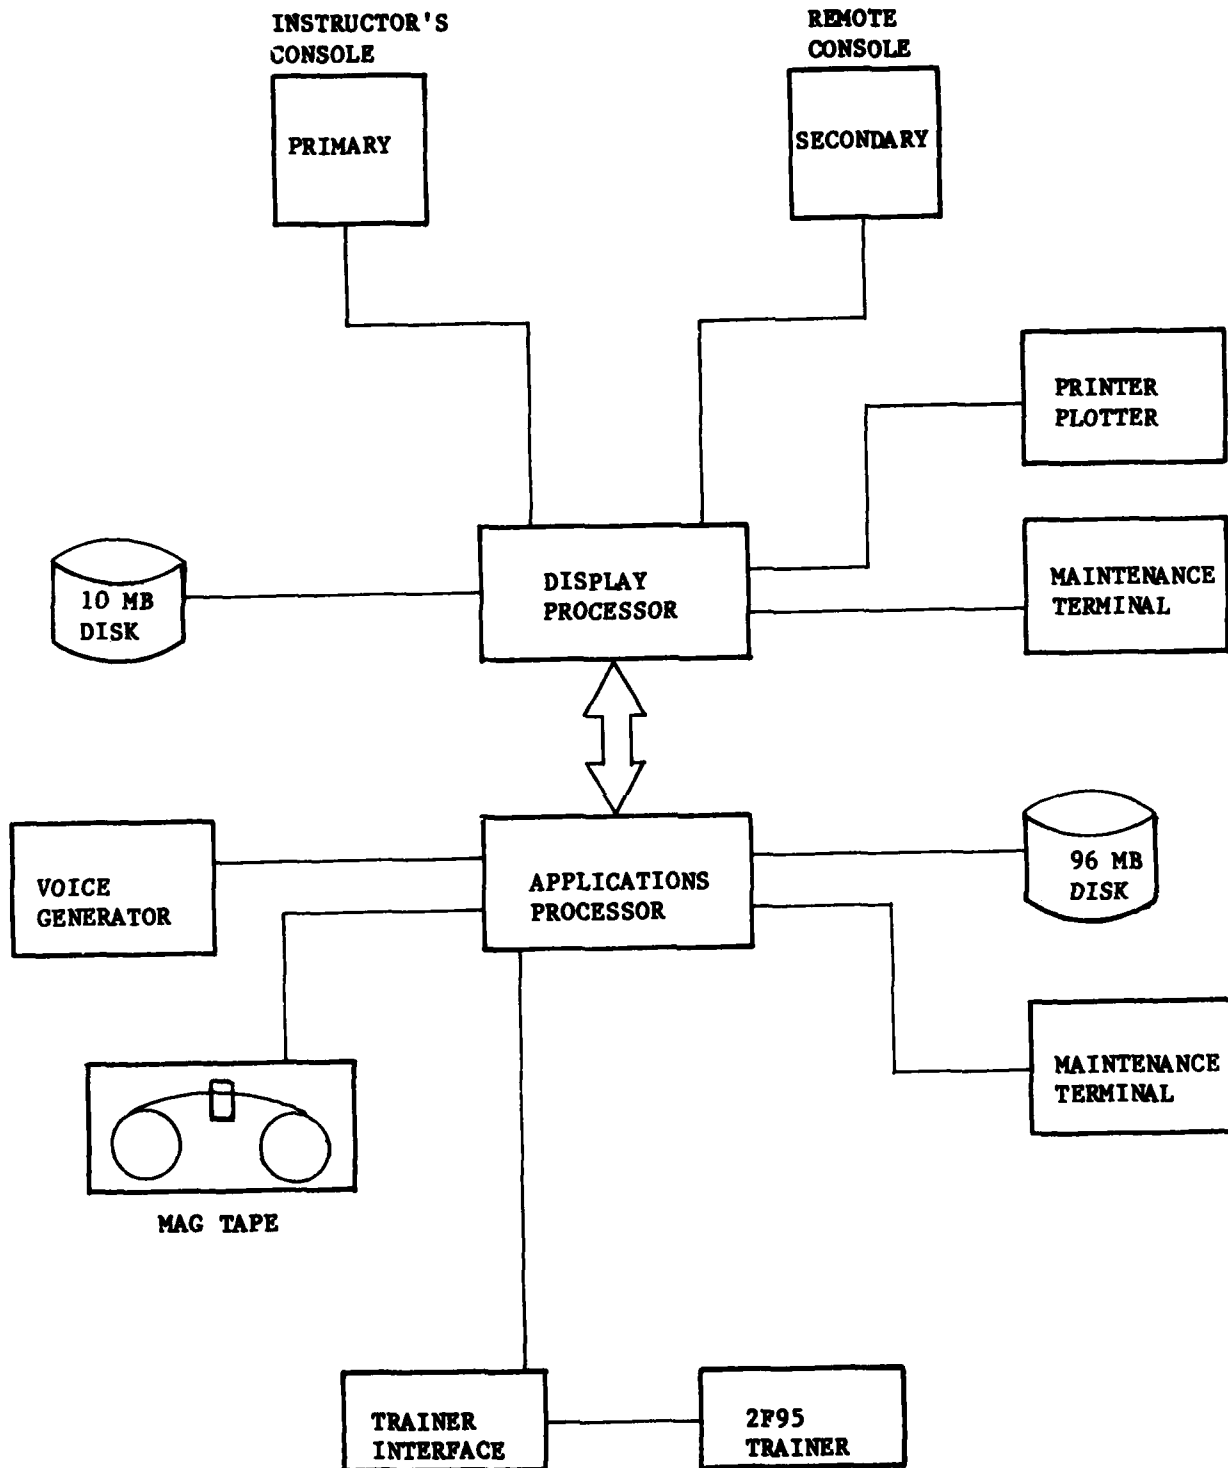 INSTRUCTOR'S
CONSOLE
REMOTE
CONSOLE
PRIMARY
SECONDARY
PRINTER
PLOTTER
DISPLAY
PROCESSOR
MAINTENANCE
TERMINAL
10 MB
DISK
VOICE
GENERATOR
APPLICATIONS
PROCESSOR
96 MB
DISK
MAINTENANCE
TERMINAL
MAG TAPE
TRAINER
INTERFACE
2F95
TRAINER